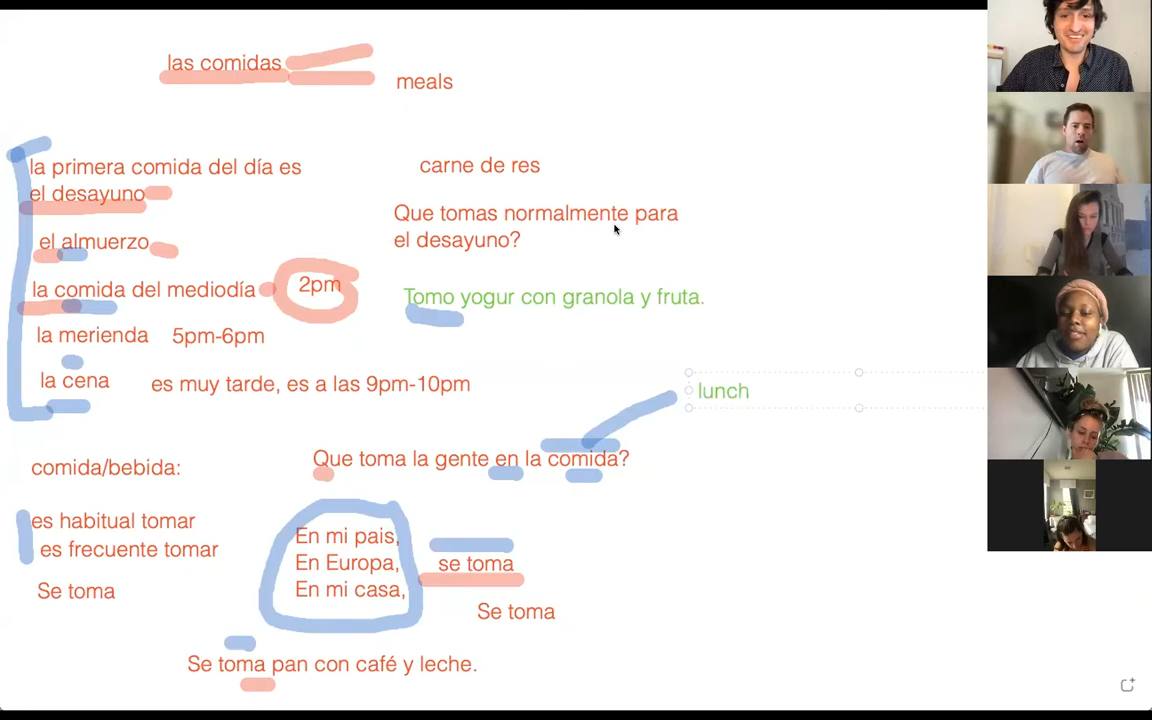 las comidas
meals
la primera comida del día es
el desayuno
el almuerzo
la comida del mediodía
2pm
la merienda 5pm-6pm
la cena es muy tarde, es a las 9pm-10pm
carne de res
Que tomas normalmente para
el desayuno?
Tomo yogur con granola y fruta.
lunch
Que toma la gente en la comida?
comida/bebida:
es habitual tomar
es frecuente tomar
Se toma
En mi pais,
En Europa,
En mi casa,
se toma
Se toma
Se toma pan con café y leche.